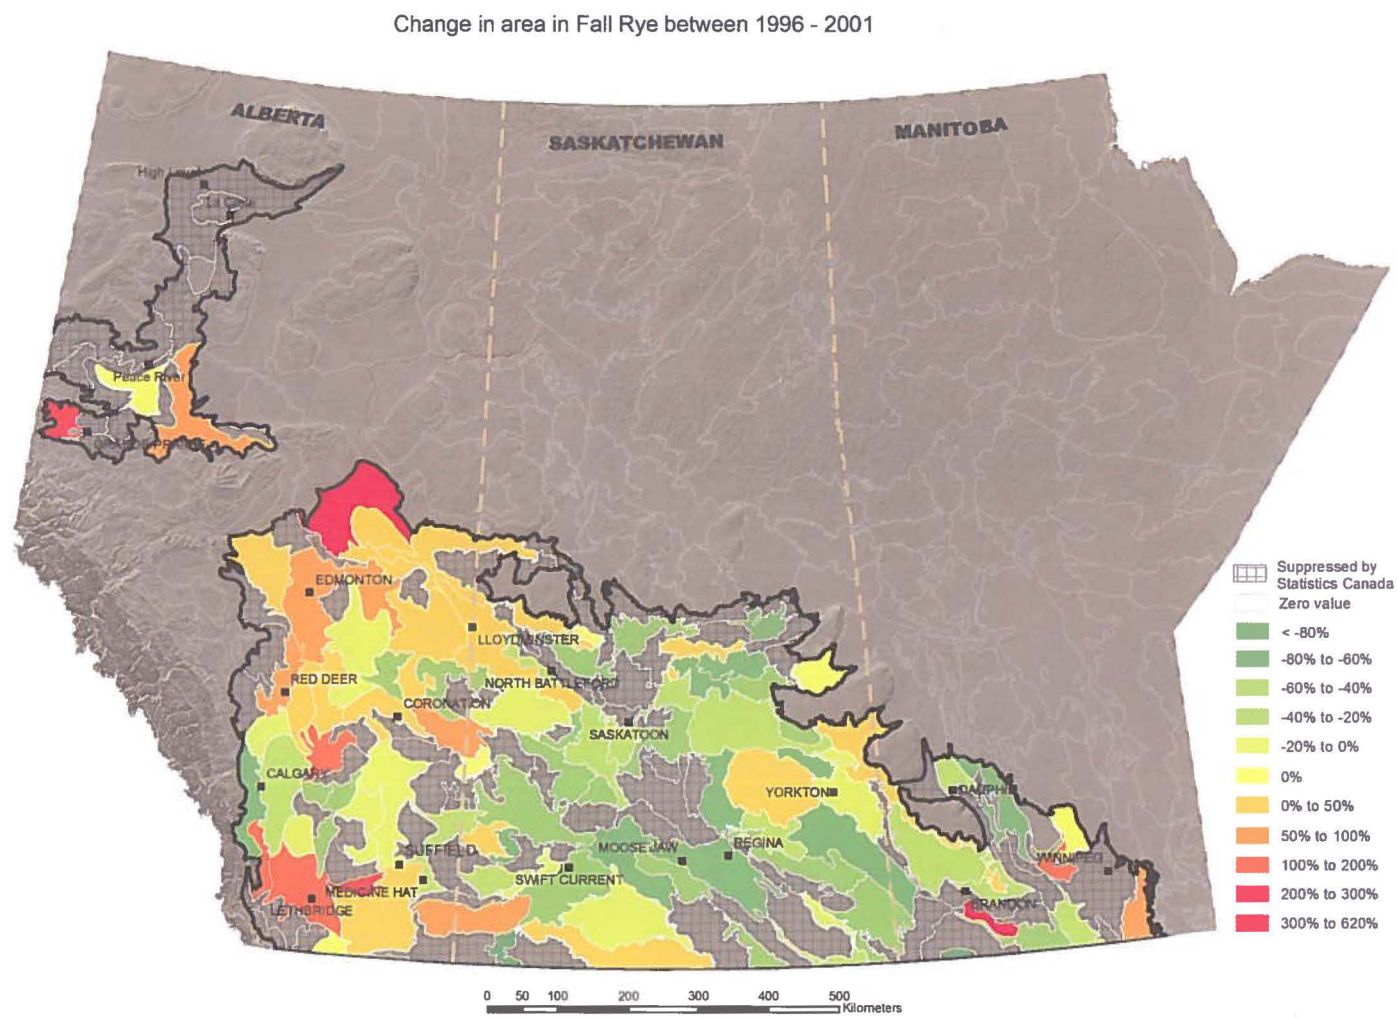 Change in area in Fall Rye between 1996 - 2001
ALBERTA
SASKATCHEWAN
MANITOBA
High Level
Peace River
EDMONTON
LLOYDMINSTER
RED DEER
NORTH BATTLEFORD
CORONATION
SASKATOON
CALGARY
YORKTON
DAUPHIN
SUFFIELD
MOOSE JAW
REGINA
WINNIPEG
SWIFT CURRENT
MEDICINE HAT
LETHBRIDGE
BRANDON
Suppressed by
Statistics Canada
Zero value
< -80%
-80% to -60%
-60% to -40%
-40% to -20%
-20% to 0%
0%
0% to 50%
50% to 100%
100% to 200%
200% to 300%
300% to 620%
0 50 100 200 300 400 500
Kilometers